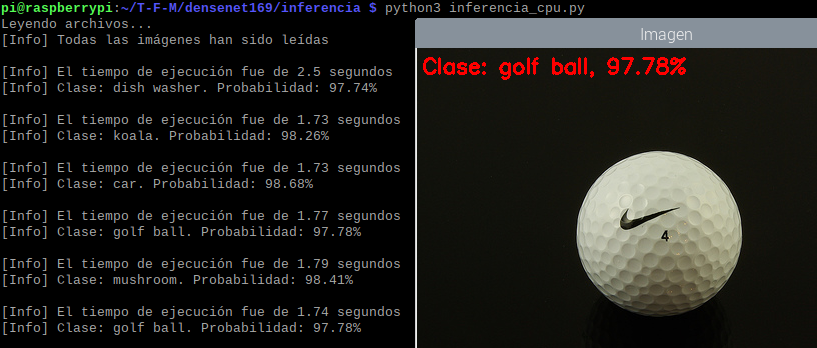 pi@raspberrypi:~/T-F-M/densenet169/inferencia $ python3 inferencia_cpu.py
Leyendo archivos...
[Info] Todas las imágenes han sido leídas
[Info] El tiempo de ejecución fue de 2.5 segundos
[Info] Clase: dish washer. Probabilidad: 97.74%
[Info] El tiempo de ejecución fue de 1.73 segundos
[Info] Clase: koala. Probabilidad: 98.26%
[Info] El tiempo de ejecución fue de 1.73 segundos
[Info] Clase: car. Probabilidad: 98.68%
[Info] El tiempo de ejecución fue de 1.77 segundos
[Info] Clase: golf ball. Probabilidad: 97.78%
[Info] El tiempo de ejecución fue de 1.79 segundos
[Info] Clase: mushroom. Probabilidad: 98.41%
[Info] El tiempo de ejecución fue de 1.74 segundos
[Info] Clase: golf ball. Probabilidad: 97.78%
Imagen
Clase: golf ball, 97.78%
4